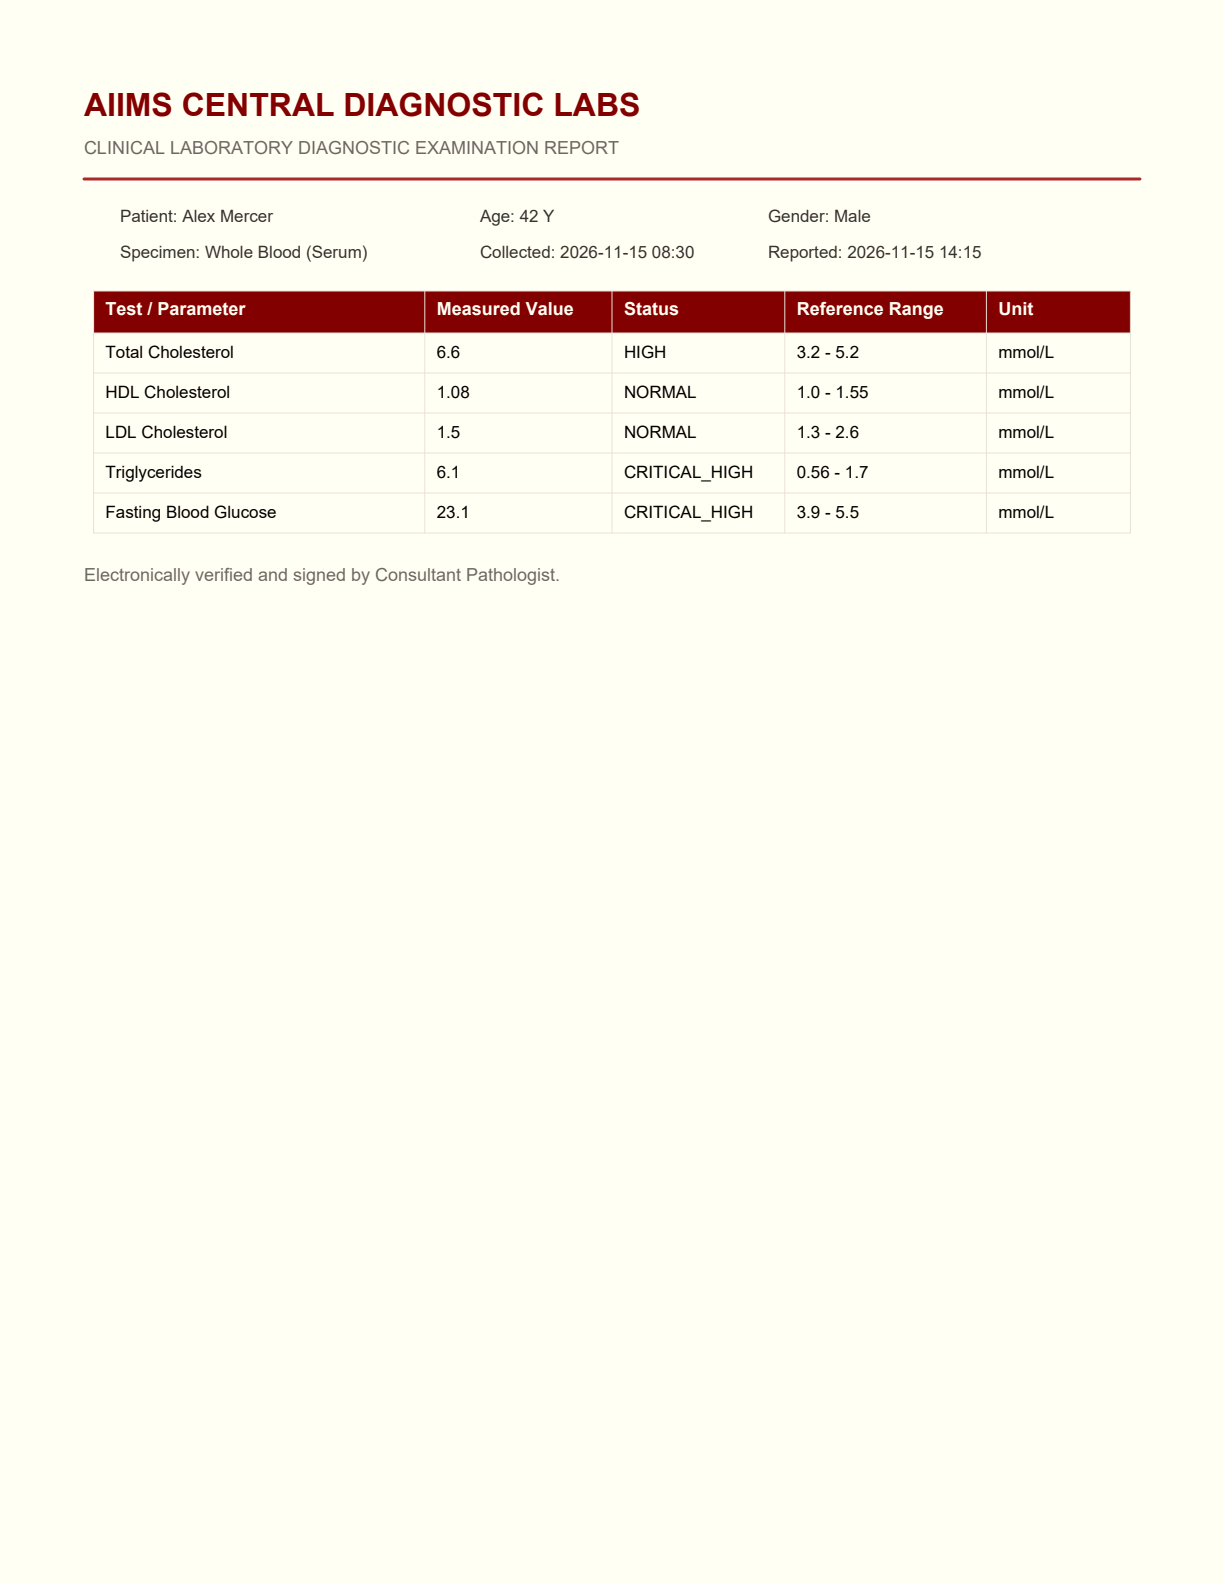 AIIMS CENTRAL DIAGNOSTIC LABS
CLINICAL LABORATORY DIAGNOSTIC EXAMINATION REPORT
Patient: Alex Mercer Age: 42 Y Gender: Male
Specimen: Whole Blood (Serum) Collected: 2026-11-15 08:30 Reported: 2026-11-15 14:15
Test / Parameter Measured Value Status Reference Range Unit
Total Cholesterol 6.6 HIGH 3.2 - 5.2 mmol/L
HDL Cholesterol 1.08 NORMAL 1.0 - 1.55 mmol/L
LDL Cholesterol 1.5 NORMAL 1.3 - 2.6 mmol/L
Triglycerides 6.1 CRITICAL_HIGH 0.56 - 1.7 mmol/L
Fasting Blood Glucose 23.1 CRITICAL_HIGH 3.9 - 5.5 mmol/L
Electronically verified and signed by Consultant Pathologist.